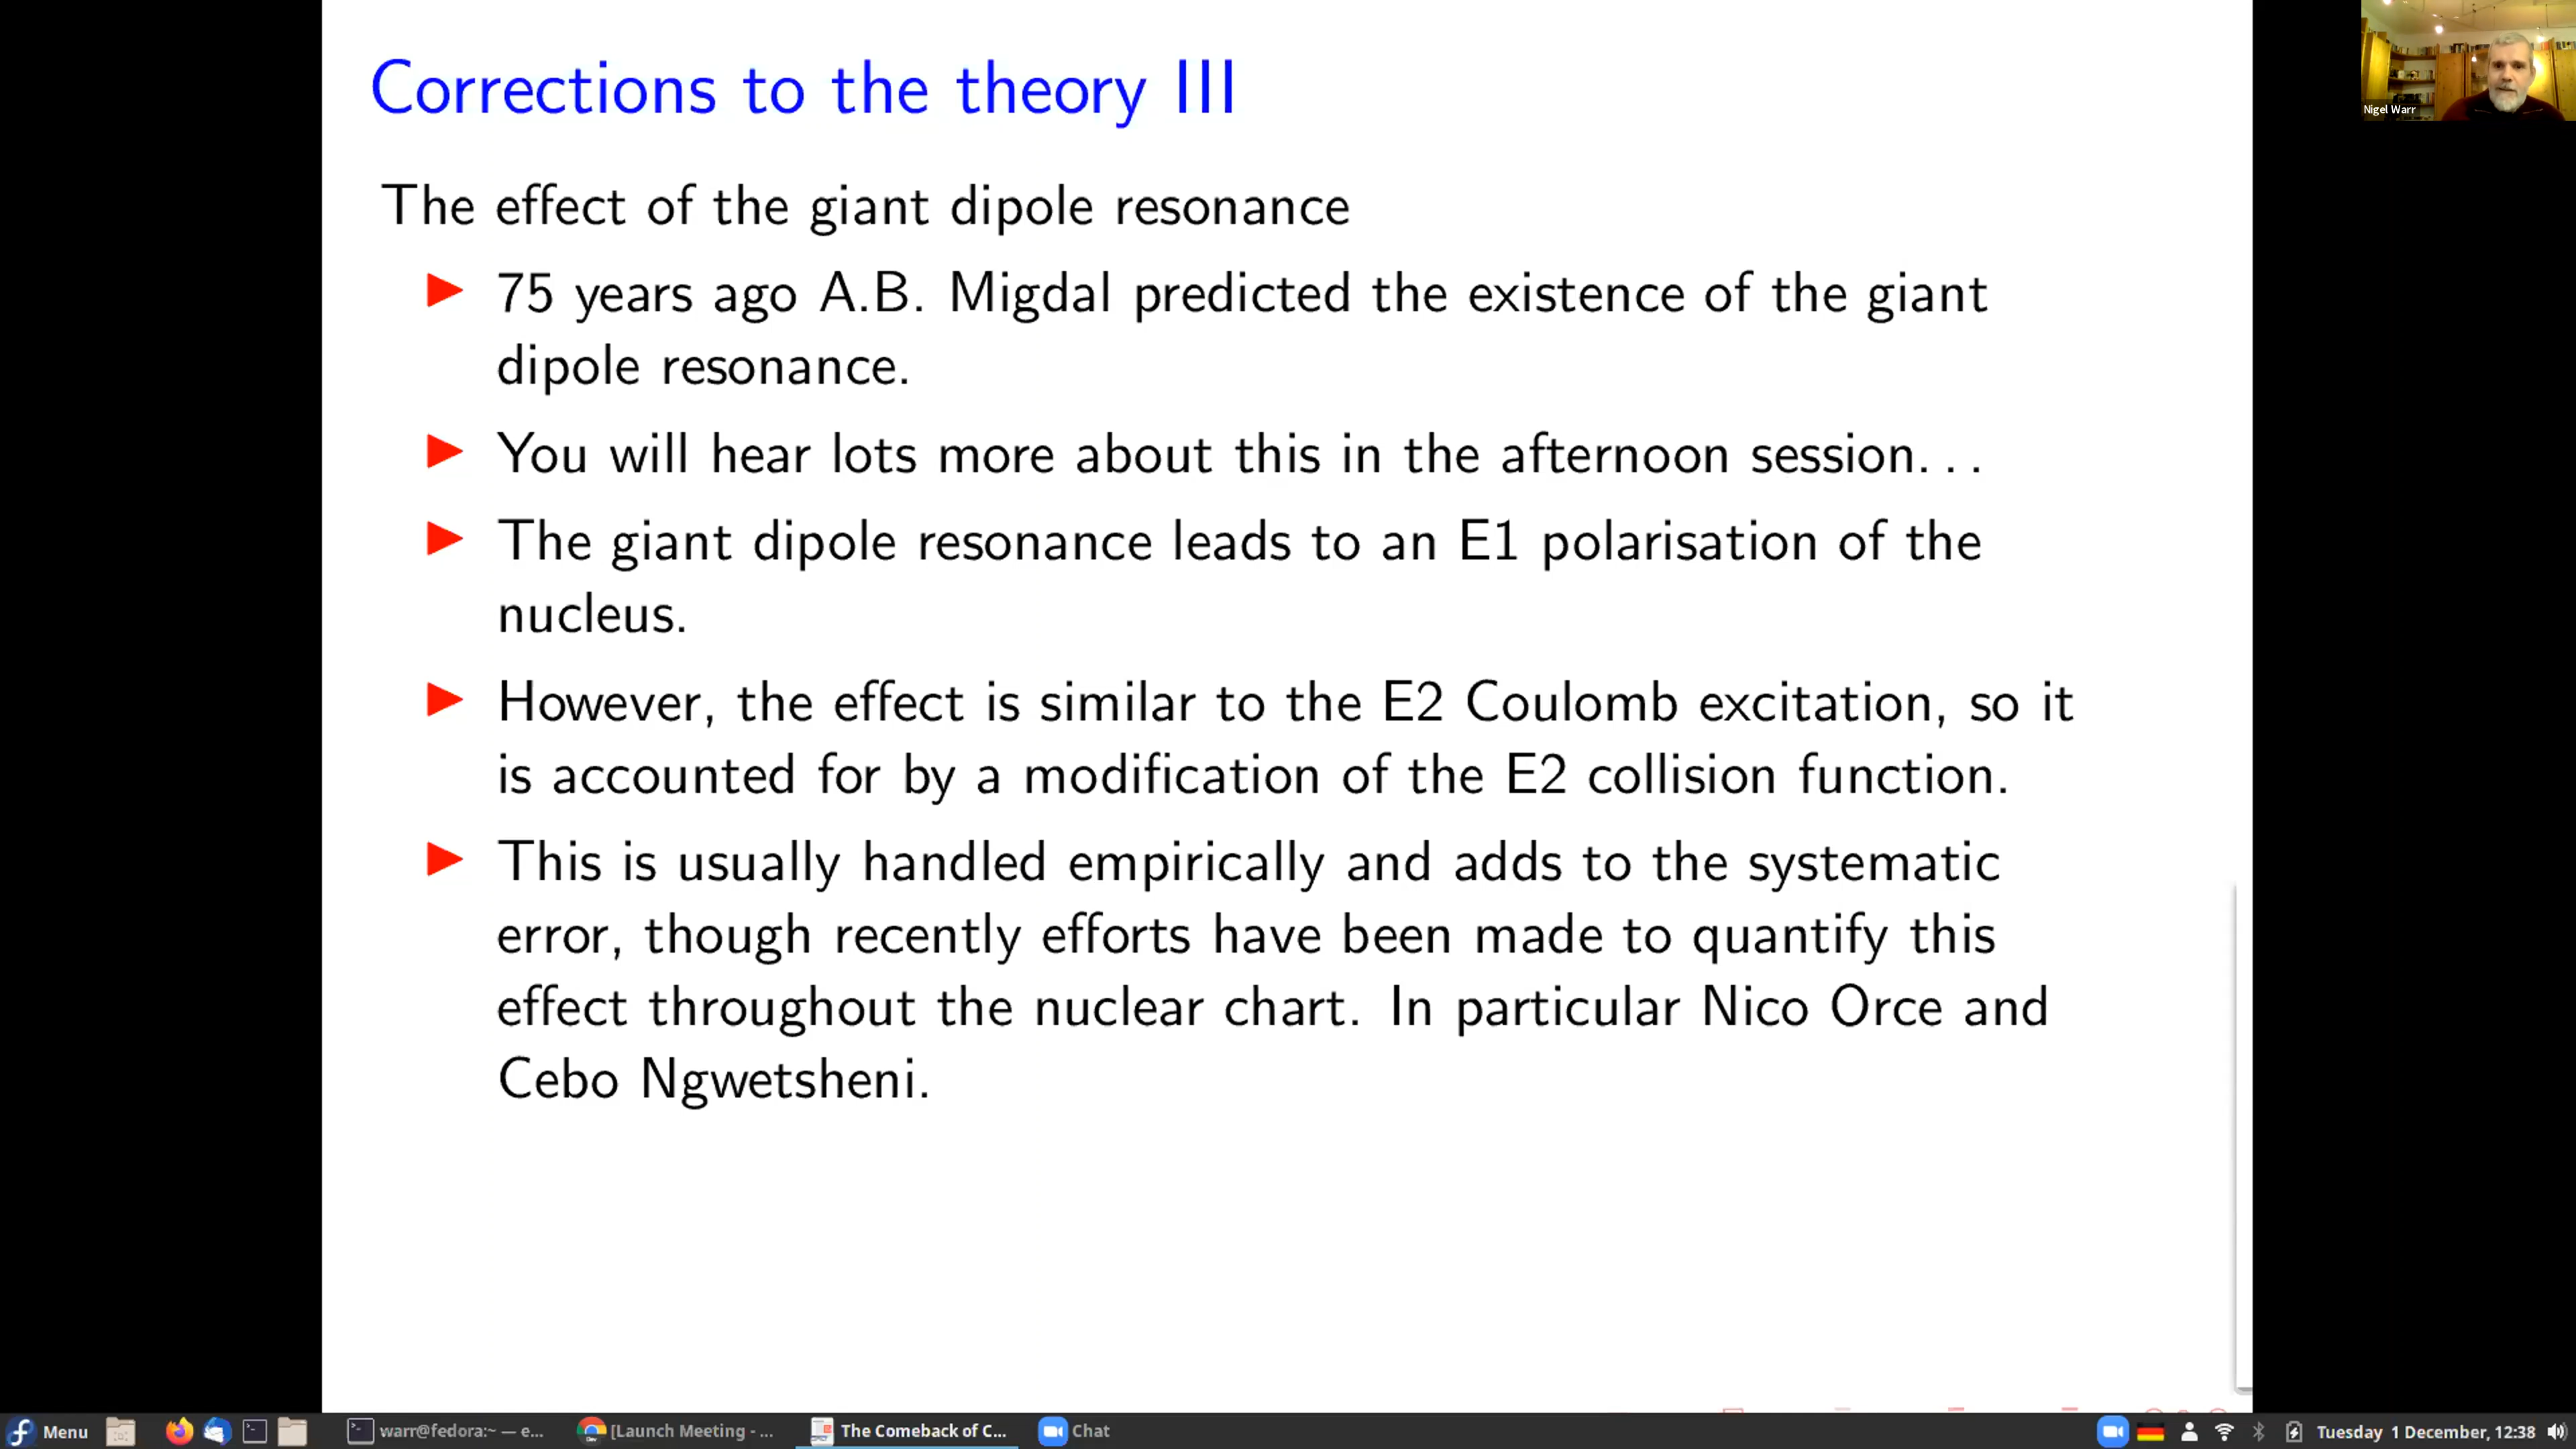 Corrections to the theory III
Nigel Warr
The effect of the giant dipole resonance
75 years ago A.B. Migdal predicted the existence of the giant
dipole resonance.
You will hear lots more about this in the afternoon session...
The giant dipole resonance leads to an E1 polarisation of the
nucleus.
However, the effect is similar to the E2 Coulomb excitation, so it
is accounted for by a modification of the E2 collision function.
This is usually handled empirically and adds to the systematic
error, though recently efforts have been made to quantify this
effect throughout the nuclear chart. In particular Nico Orce and
Cebo Ngwetsheni.
Menu
warr@fedora:~ — e...
[Launch Meeting - ...
The Comeback of C...
Chat
Tuesday 1 December, 12:38